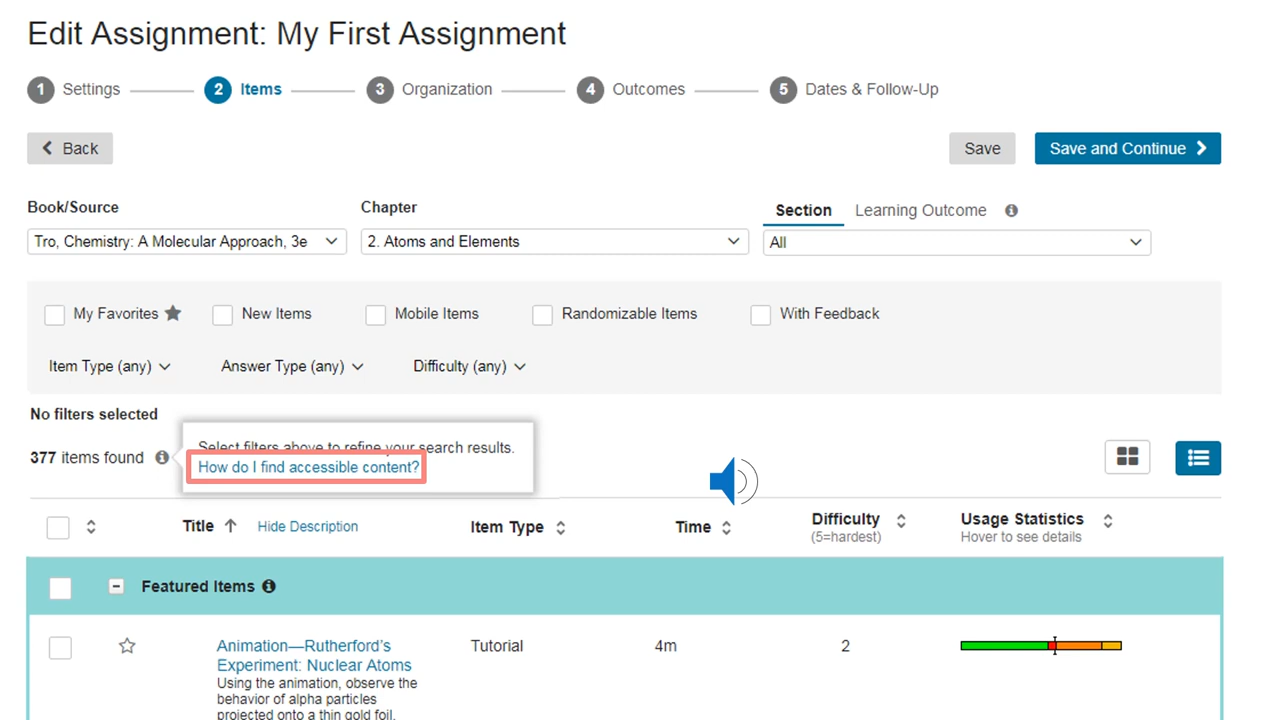 Edit Assignment: My First Assignment
1 Settings 2 Items 3 Organization 4 Outcomes 5 Dates & Follow-Up
Back Save Save and Continue
Book/Source Chapter Section Learning Outcome
Tro, Chemistry: A Molecular Approach, 3e 2. Atoms and Elements All
My Favorites New Items Mobile Items Randomizable Items With Feedback
Item Type (any) Answer Type (any) Difficulty (any)
No filters selected
377 items found
Select filters above to refine your search results.
How do I find accessible content?
Title Hide Description Item Type Time Difficulty Usage Statistics
(5=hardest) Hover to see details
Featured Items
Animation—Rutherford's Tutorial 4m 2
Experiment: Nuclear Atoms
Using the animation, observe the
behavior of alpha particles
projected onto a thin gold foil.